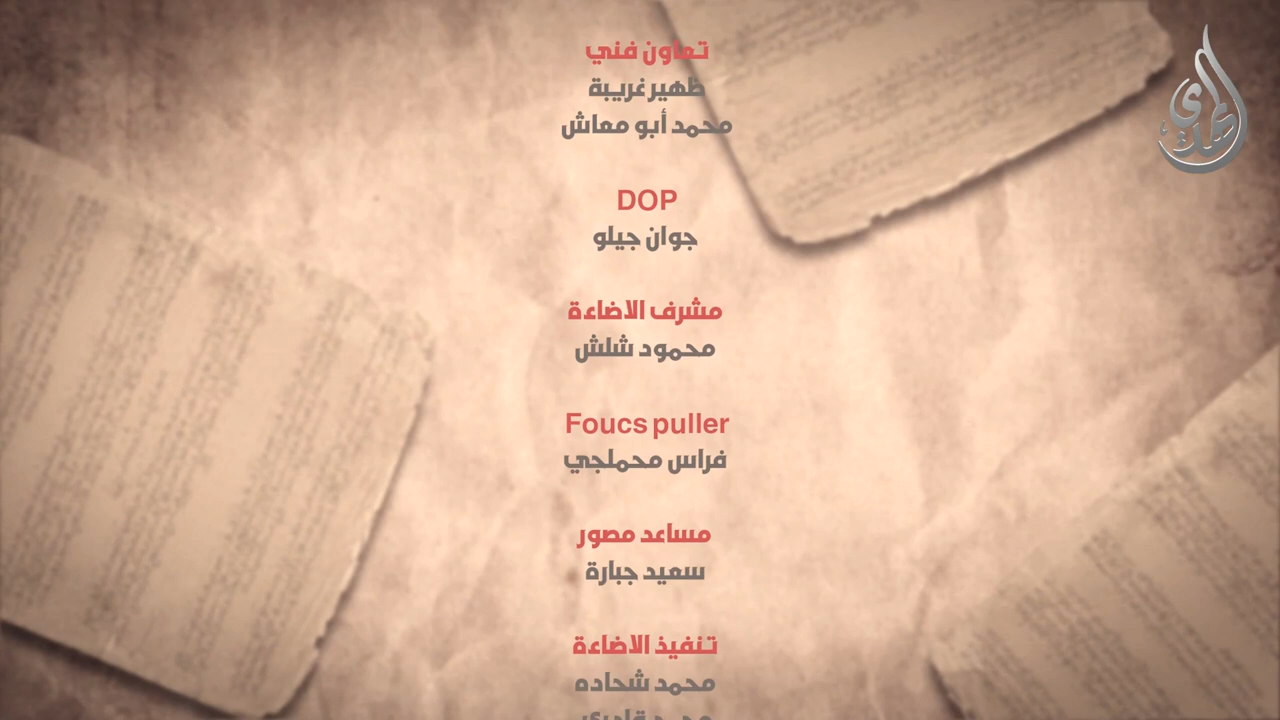 تعاون فني
ظهير غريبة
محمد أبو معاش
DOP
جوان جيلو
مشرف الاضاءة
محمود شلش
Foucs puller
فراس محملجي
مساعد مصور
سعيد جبارة
تنفيذ الاضاءة
محمد شحاده